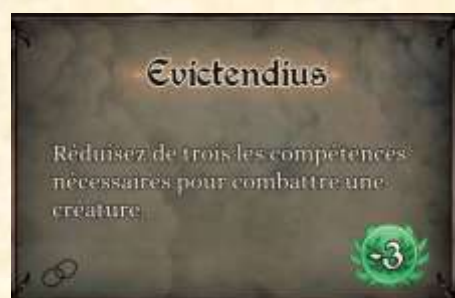 Evictendius
Réduisez de trois les compétences
nécessaires pour combattre une
créature
-3